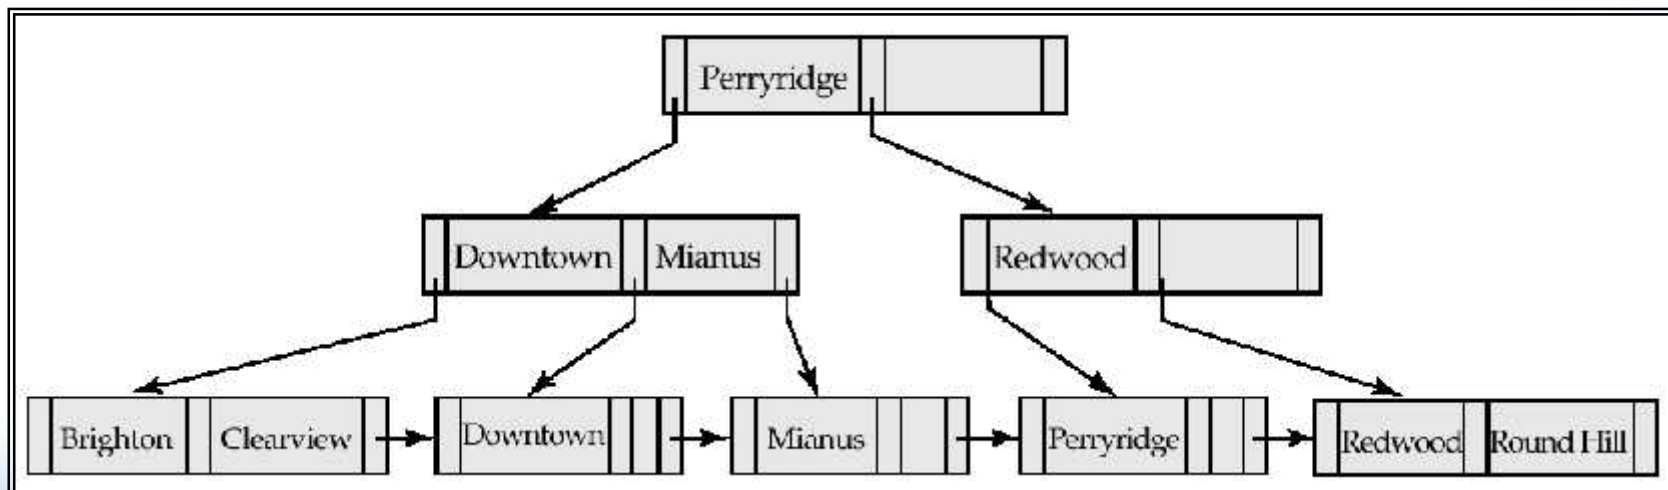 Perryridge
Downtown Mianus
Redwood
Brighton Clearview
Downtown
Mianus
Perryridge
Redwood Round Hill